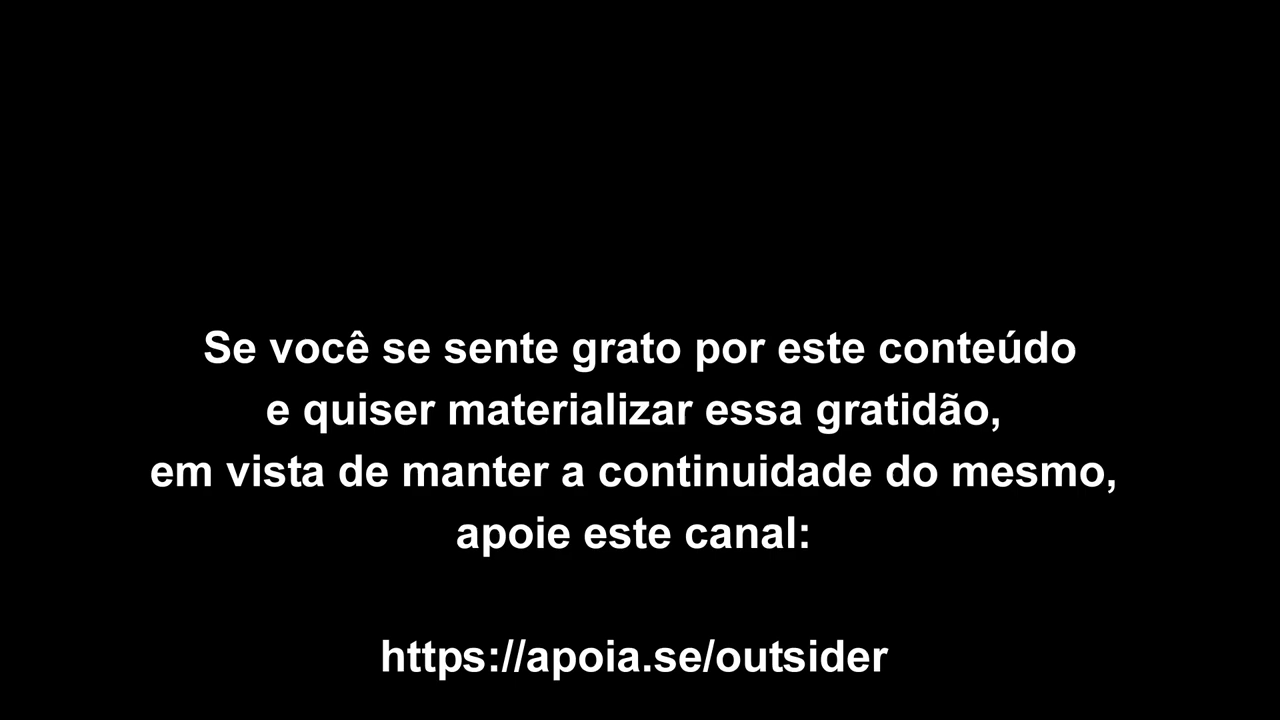 Se você se sente grato por este conteúdo
e quiser materializar essa gratidão,
em vista de manter a continuidade do mesmo,
apoie este canal:
https://apoia.se/outsider